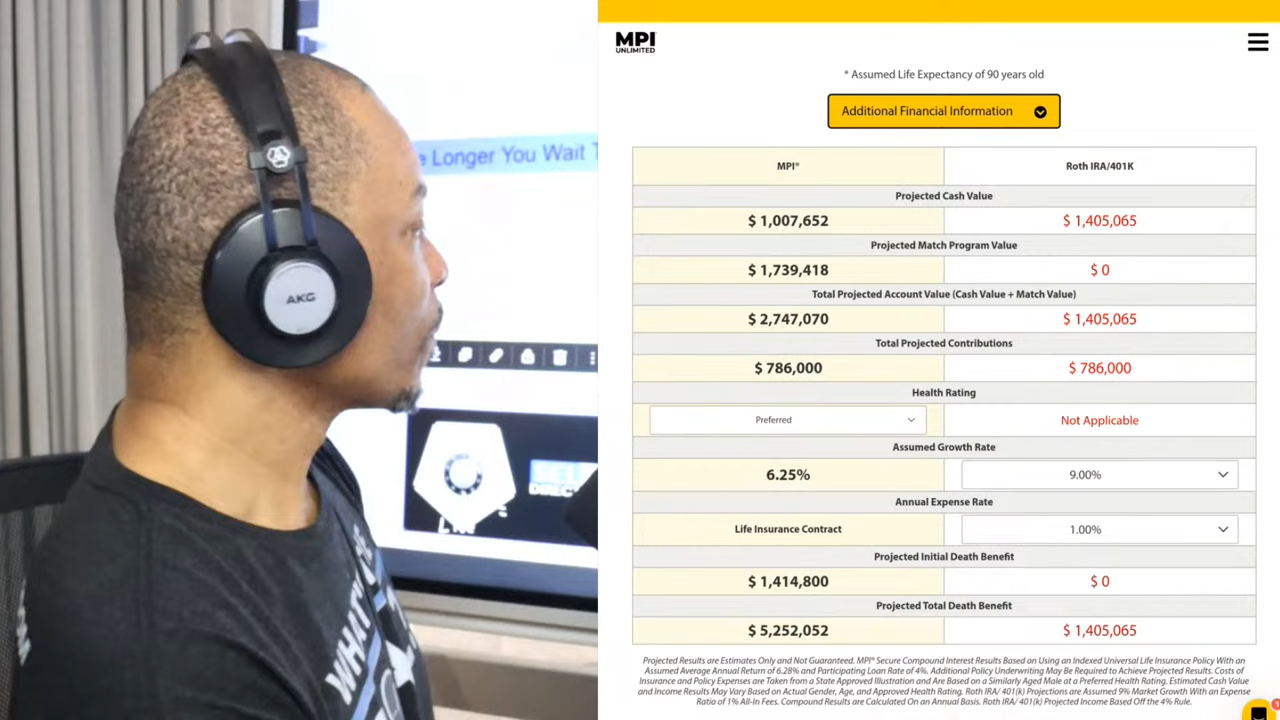 e Longer You Wait T
AKG
WHAT
MPI
UNLIMITED
* Assumed Life Expectancy of 90 years old
Additional Financial Information
MPI® Roth IRA/401K
Projected Cash Value
$ 1,007,652 $ 1,405,065
Projected Match Program Value
$ 1,739,418 $ 0
Total Projected Account Value (Cash Value + Match Value)
$ 2,747,070 $ 1,405,065
Total Projected Contributions
$ 786,000 $ 786,000
Health Rating
Preferred Not Applicable
Assumed Growth Rate
6.25% 9.00%
Annual Expense Rate
Life Insurance Contract 1.00%
Projected Initial Death Benefit
$ 1,414,800 $ 0
Projected Total Death Benefit
$ 5,252,052 $ 1,405,065
Projected Results are Estimates Only and Not Guaranteed. MPI® Secure Compound Interest Results Based on Using an Indexed Universal Life Insurance Policy With an
Assumed Average Annual Return of 6.28% and Participating Loan Rate of 4%. Additional Policy Underwriting May be Required to Achieve Projected Results. Costs of
Insurance and Policy Expenses are Taken from a State Approved Illustration and Are Based on a Similarly Aged Male at a Preferred Health Rating. Estimated Cash Value
and Income Results May Vary Based on Actual Gender, Age, and Approved Health Rating. Roth IRA/ 401(k) Projections are Assumed 9% Market Growth With an Expense
Ratio of 1% All-In Fees. Compound Results are Calculated On an Annual Basis. Roth IRA/ 401(k) Projected Income Based Off the 4% Rule.